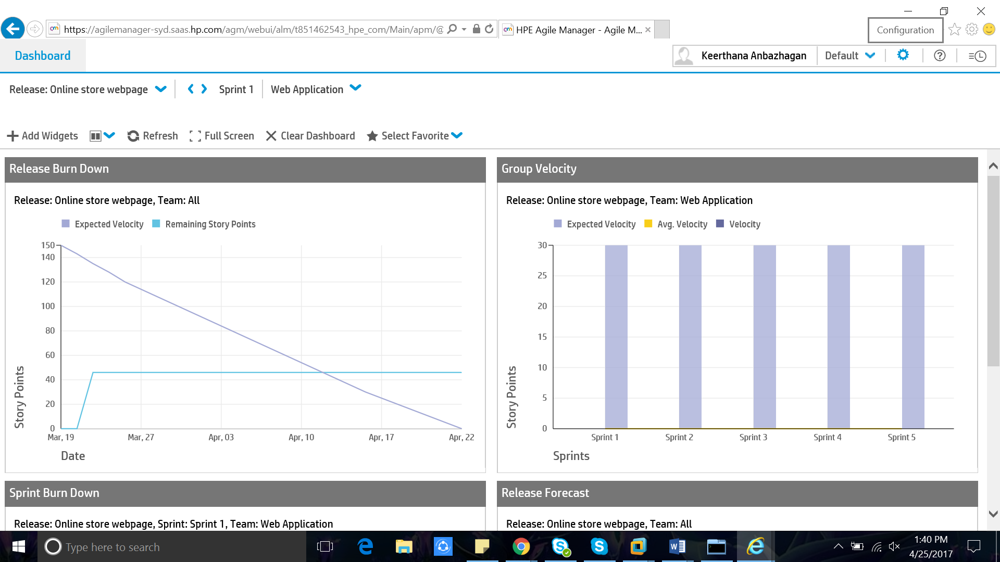 https://agilemanager-syd.saas.hp.com/agm/webui/alm/t851462543_hpe_com/Main/apm/@
HPE Agile Manager - Agile M...
Configuration
Dashboard
Keerthana Anbazhagan
Default
Release: Online store webpage
Sprint 1
Web Application
Add Widgets
Refresh
Full Screen
Clear Dashboard
Select Favorite
Release Burn Down
Release: Online store webpage, Team: All
Expected Velocity
Remaining Story Points
150
140
120
100
80
60
40
20
0
Story Points
Mar, 19
Mar, 27
Apr, 03
Apr, 10
Apr, 17
Apr, 22
Date
Group Velocity
Release: Online store webpage, Team: Web Application
Expected Velocity
Avg. Velocity
Velocity
30
25
20
15
10
5
0
Story Points
Sprint 1
Sprint 2
Sprint 3
Sprint 4
Sprint 5
Sprints
Sprint Burn Down
Release: Online store webpage, Sprint: Sprint 1, Team: Web Application
Release Forecast
Release: Online store webpage, Team: All
Type here to search
1:40 PM
4/25/2017